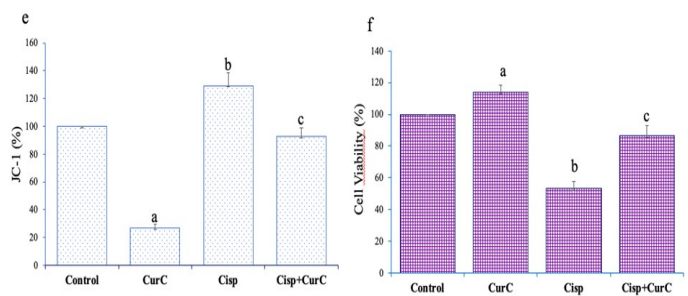 e
JC-1 (%)
160
140
120
100
80
60
40
20
0
a
b
c
Control CurC Cisp Cisp+CurC
f
Cell Viability (%)
140
120
100
80
60
40
20
0
a
b
c
Control CurC Cisp Cisp+CurC